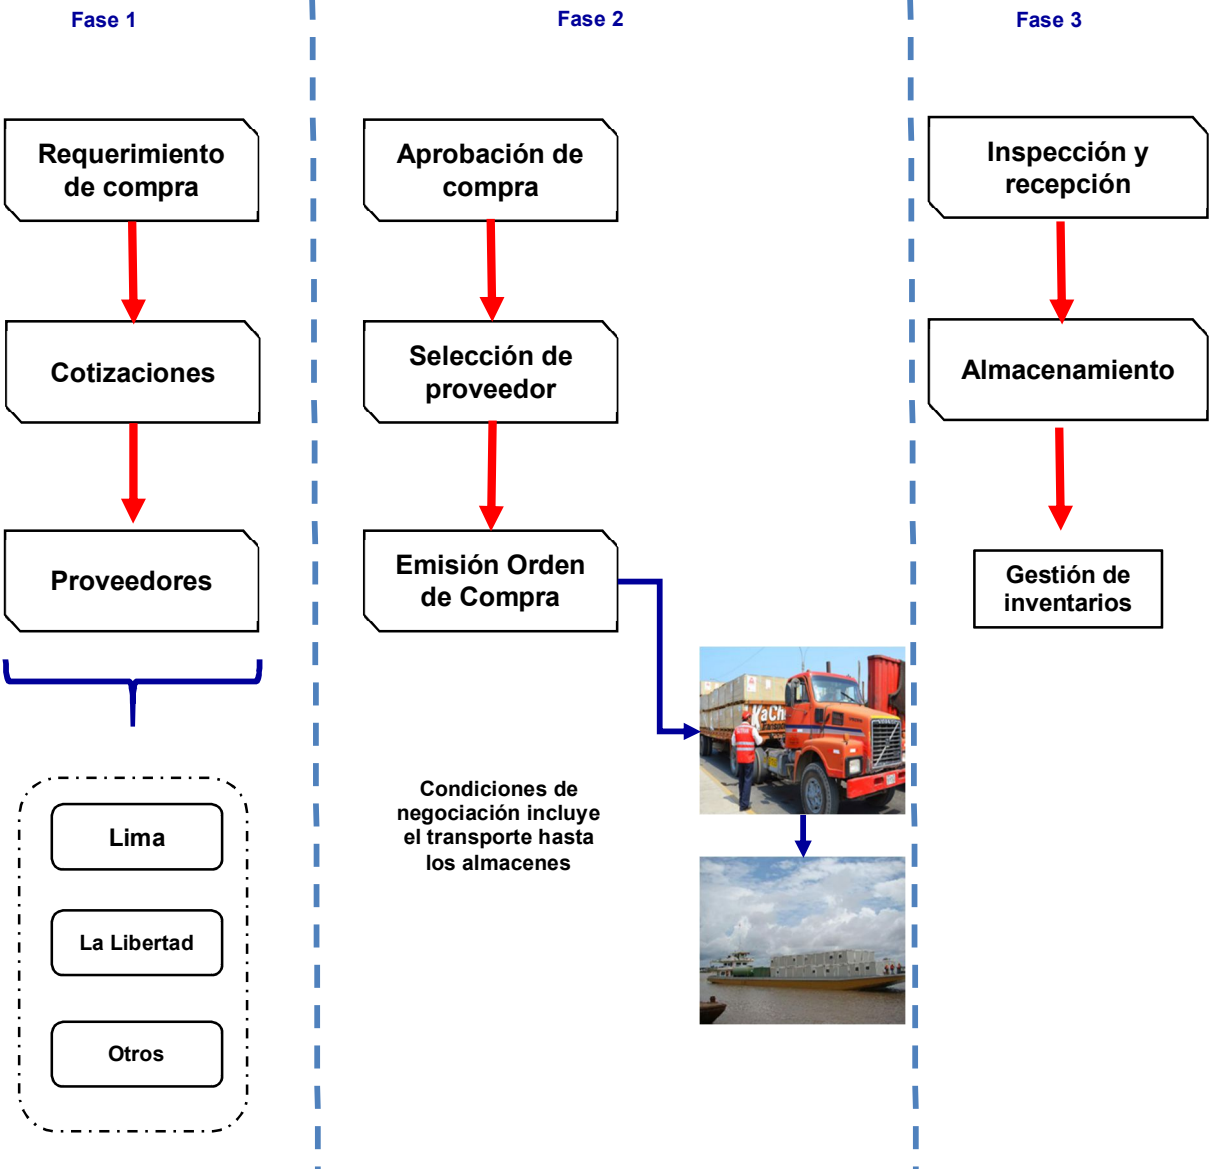 Fase 1
Fase 2
Fase 3
Requerimiento
de compra
Cotizaciones
Proveedores
Lima
La Libertad
Otros
Aprobación de
compra
Selección de
proveedor
Emisión Orden
de Compra
Condiciones de
negociación incluye
el transporte hasta
los almacenes
Inspección y
recepción
Almacenamiento
Gestión de
inventarios